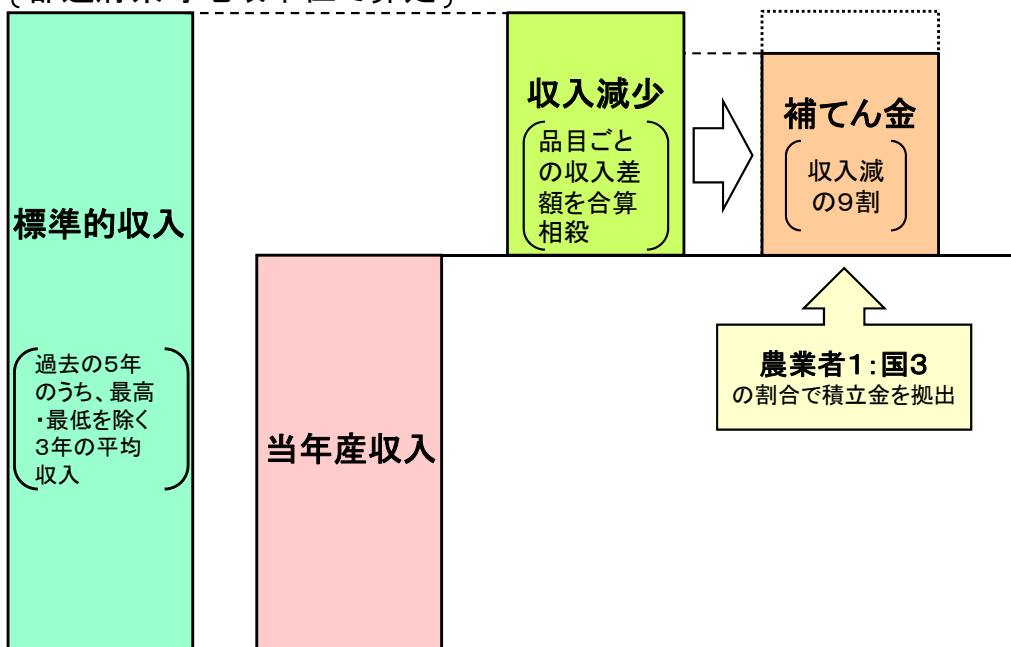 標準的収入
過去の5年
のうち、最高
・最低を除く
3年の平均
収入
当年産収入
収入減少
品目ごと
の収入差
額を合算
相殺
補てん金
収入減
の9割
農業者1:国3
の割合で積立金を拠出